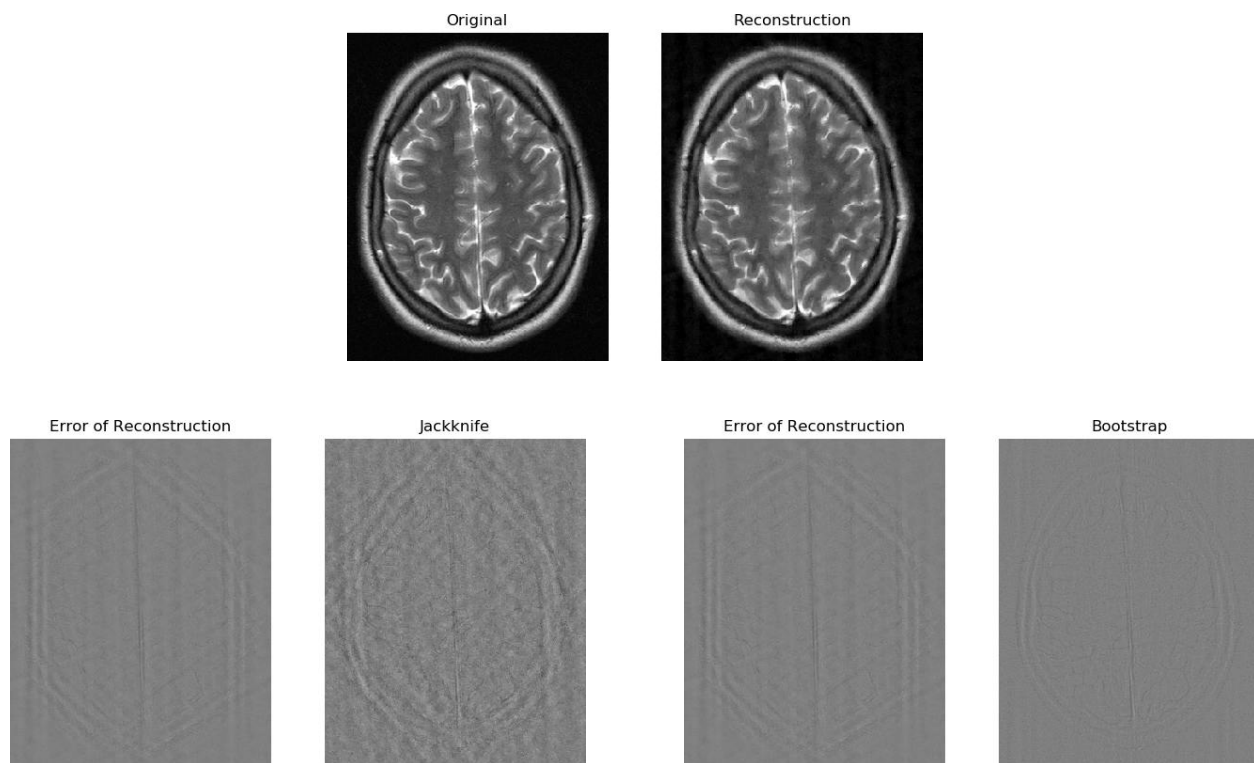 Original
Reconstruction
Error of Reconstruction
Jackknife
Error of Reconstruction
Bootstrap